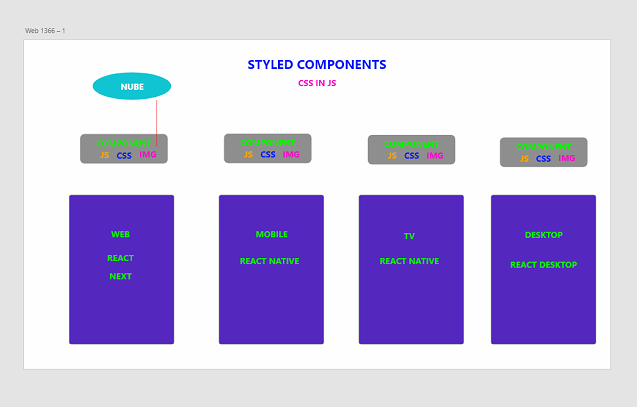 Web 1366 – 1
STYLED COMPONENTS
CSS IN JS
NUBE
COMPONENT
JS CSS IMG
COMPONENT
JS CSS IMG
COMPONENT
JS CSS IMG
COMPONENT
JS CSS IMG
WEB
REACT
NEXT
MOBILE
REACT NATIVE
TV
REACT NATIVE
DESKTOP
REACT DESKTOP